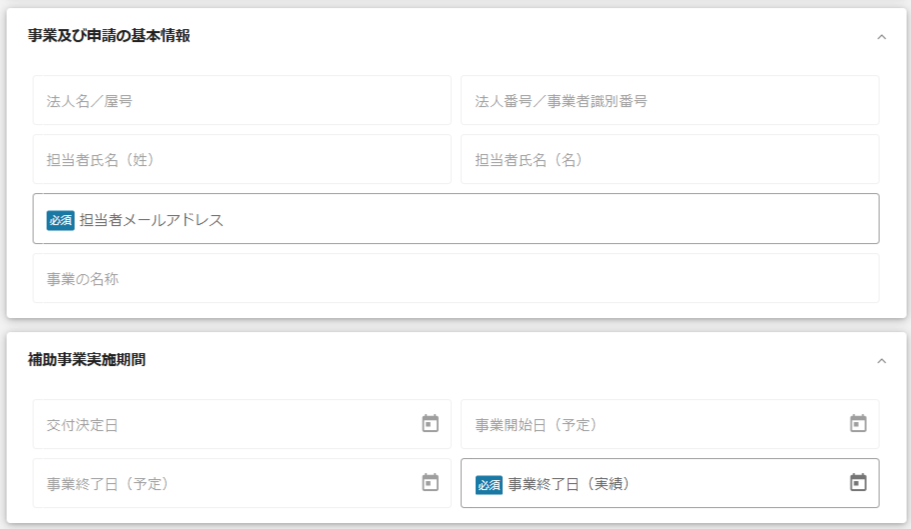 事業及び申請の基本情報
法人名／屋号
法人番号／事業者識別番号
担当者氏名（姓）
担当者氏名（名）
必須 担当者メールアドレス
事業の名称
補助事業実施期間
交付決定日
事業開始日（予定）
事業終了日（予定）
必須 事業終了日（実績）